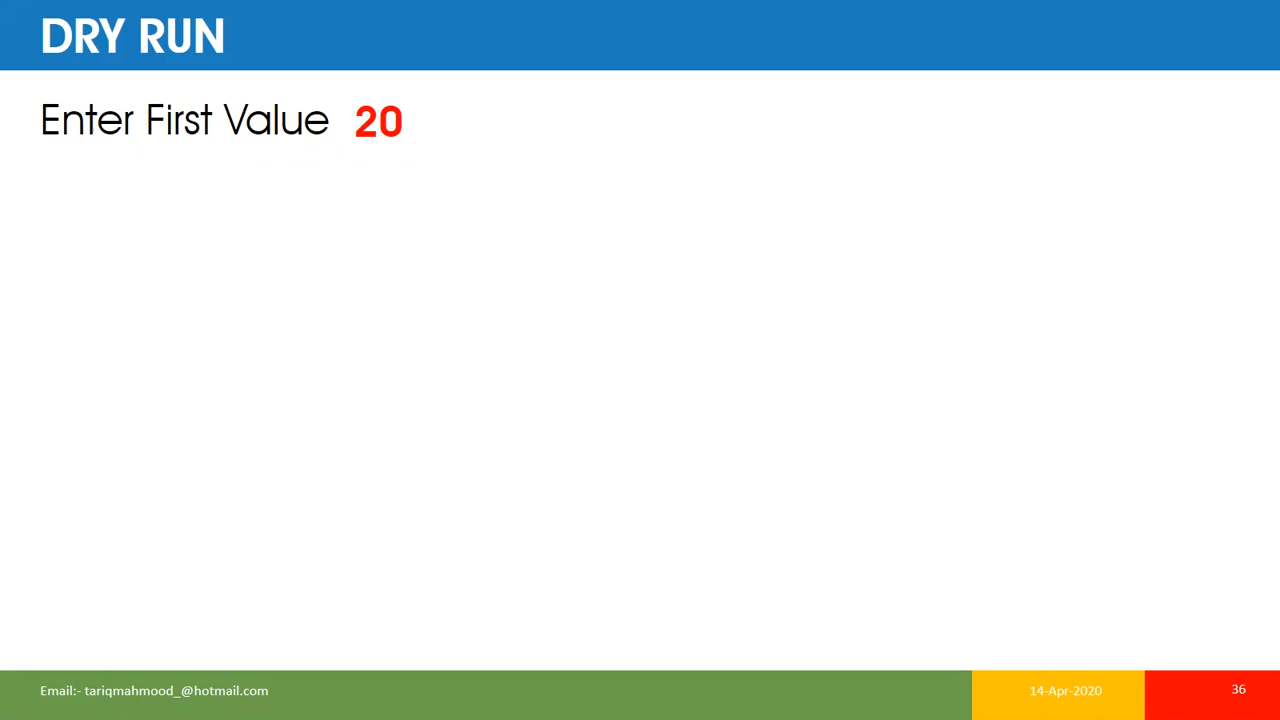 DRY RUN
Enter First Value 20
Email:- tariqmahmood_@hotmail.com
14-Apr-2020
36